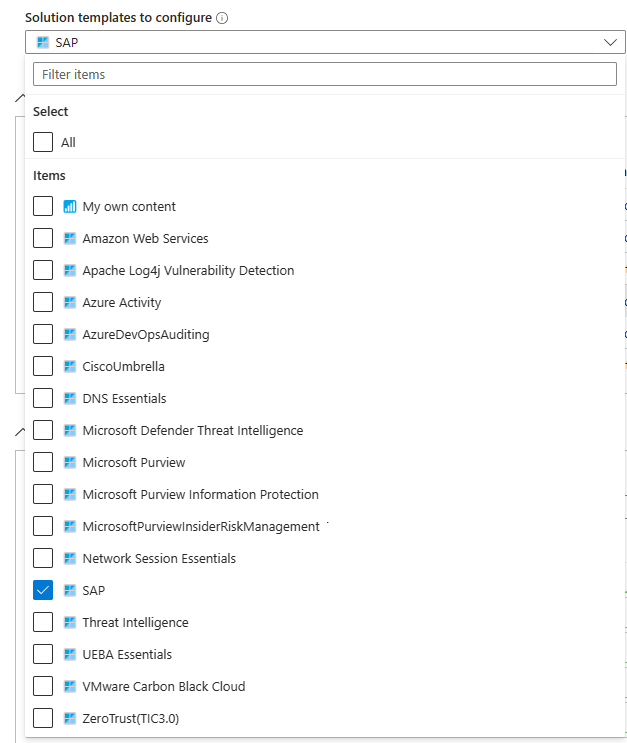 Solution templates to configure
SAP
Filter items
Select
All
Items
My own content
Amazon Web Services
Apache Log4j Vulnerability Detection
Azure Activity
AzureDevOpsAuditing
CiscoUmbrella
DNS Essentials
Microsoft Defender Threat Intelligence
Microsoft Purview
Microsoft Purview Information Protection
MicrosoftPurviewInsiderRiskManagement
Network Session Essentials
SAP
Threat Intelligence
UEBA Essentials
VMware Carbon Black Cloud
ZeroTrust(TIC3.0)